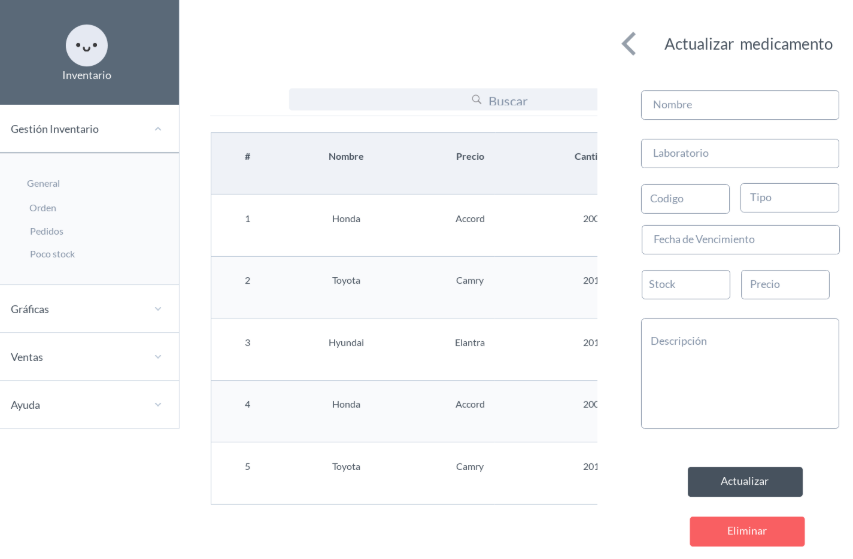 Inventario
Gestión Inventario
General
Orden
Pedidos
Poco stock
Gráficas
Ventas
Ayuda
Buscar
# Nombre Precio Canti
1 Honda Accord 200
2 Toyota Camry 201
3 Hyundai Elantra 201
4 Honda Accord 200
5 Toyota Camry 201
Actualizar medicamento
Nombre
Laboratorio
Codigo Tipo
Fecha de Vencimiento
Stock Precio
Descripción
Actualizar
Eliminar